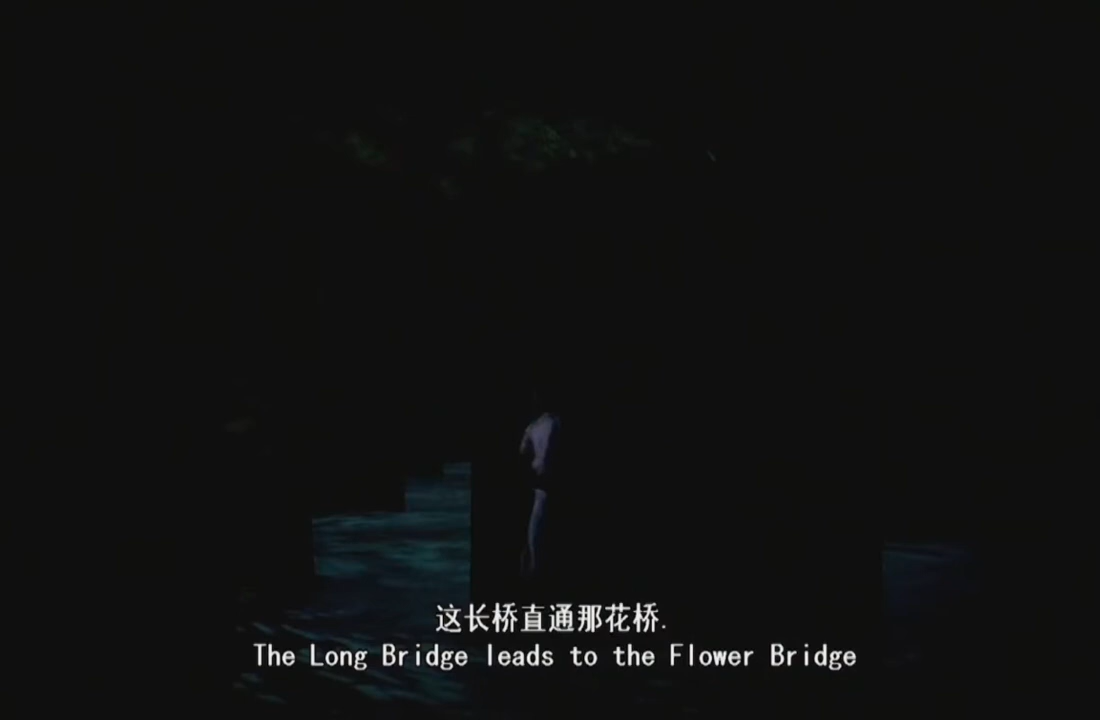 这长桥直通那花桥.
The Long Bridge leads to the Flower Bridge